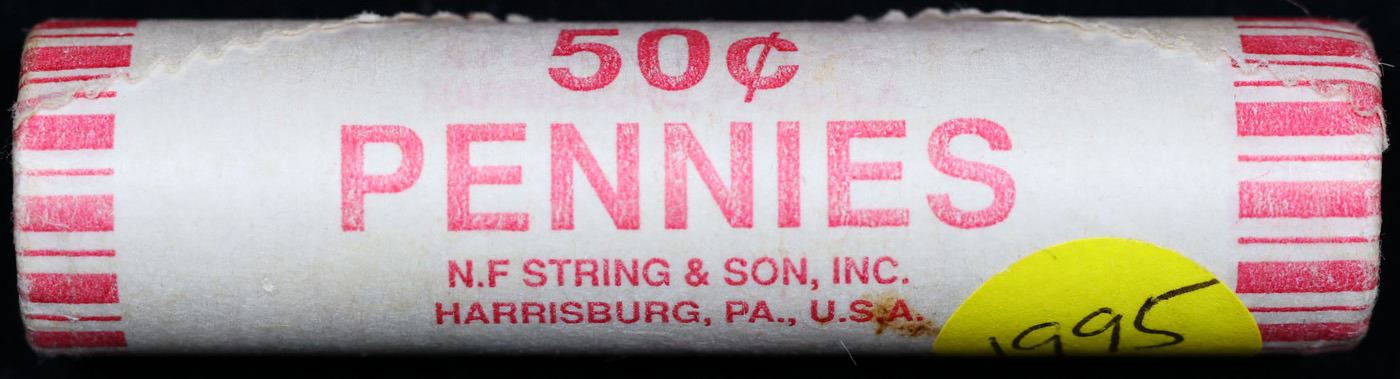 50¢
PENNIES
N.F STRING & SON, INC.
HARRISBURG, PA., U.S.A.
1995